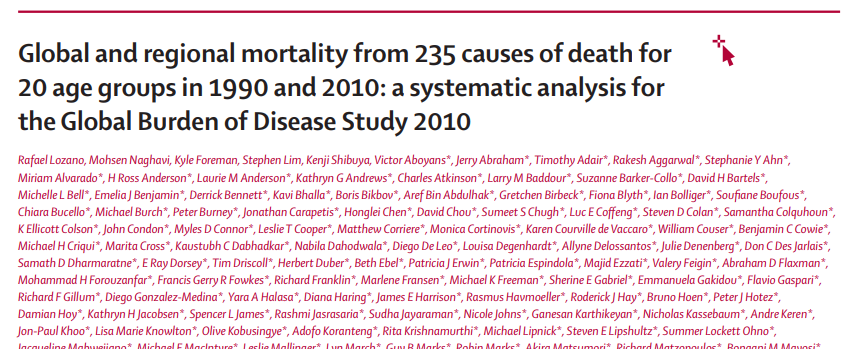 Global and regional mortality from 235 causes of death for
20 age groups in 1990 and 2010: a systematic analysis for
the Global Burden of Disease Study 2010
Rafael Lozano, Mohsen Naghavi, Kyle Foreman, Stephen Lim, Kenji Shibuya, Victor Aboyans*, Jerry Abraham*, Timothy Adair*, Rakesh Aggarwal*, Stephanie Y Ahn*,
Miriam Alvarado*, H Ross Anderson*, Laurie M Anderson*, Kathryn G Andrews*, Charles Atkinson*, Larry M Baddour*, Suzanne Barker-Collo*, David H Bartels*,
Michelle L Bell*, Emelia J Benjamin*, Derrick Bennett*, Kavi Bhalla*, Boris Bikbov*, Aref Bin Abdulhak*, Gretchen Birbeck*, Fiona Blyth*, Ian Bolliger*, Soufiane Boufous*,
Chiara Bucello*, Michael Burch*, Peter Burney*, Jonathan Carapetis*, Honglei Chen*, David Chou*, Sumeet S Chugh*, Luc E Coffeng*, Steven D Colan*, Samantha Colquhoun*,
K Ellicott Colson*, John Condon*, Myles D Connor*, Leslie T Cooper*, Matthew Corriere*, Monica Cortinovis*, Karen Courville de Vaccaro*, William Couser*, Benjamin C Cowie*,
Michael H Criqui*, Marita Cross*, Kaustubh C Dabhadkar*, Nabila Dahodwala*, Diego De Leo*, Louisa Degenhardt*, Allyne Delossantos*, Julie Denenberg*, Don C Des Jarlais*,
Samath D Dharmaratne*, E Ray Dorsey*, Tim Driscoll*, Herbert Duber*, Beth Ebel*, Patricia J Erwin*, Patricia Espindola*, Majid Ezzati*, Valery Feigin*, Abraham D Flaxman*,
Mohammad H Forouzanfar*, Francis Gerry R Fowkes*, Richard Franklin*, Marlene Fransen*, Michael K Freeman*, Sherine E Gabriel*, Emmanuela Gakidou*, Flavio Gaspari*,
Richard F Gillum*, Diego Gonzalez-Medina*, Yara A Halasa*, Diana Haring*, James E Harrison*, Rasmus Havmoeller*, Roderick J Hay*, Bruno Hoen*, Peter J Hotez*,
Damian Hoy*, Kathryn H Jacobsen*, Spencer L James*, Rashmi Jasrasaria*, Sudha Jayaraman*, Nicole Johns*, Ganesan Karthikeyan*, Nicholas Kassebaum*, Andre Keren*,
Jon-Paul Khoo*, Lisa Marie Knowlton*, Olive Kobusingye*, Adofo Koranteng*, Rita Krishnamurthi*, Michael Lipnick*, Steven E Lipshultz*, Summer Lockett Ohno*,
Jacqueline Mabweijano*, Michael F MacIntyre*, Leslie Mallinger*, Lyn March*, Guy B Marks*, Robin Marks*, Akira Matsumori*, Richard Matzopoulos*, Bongani M Mayosi*,